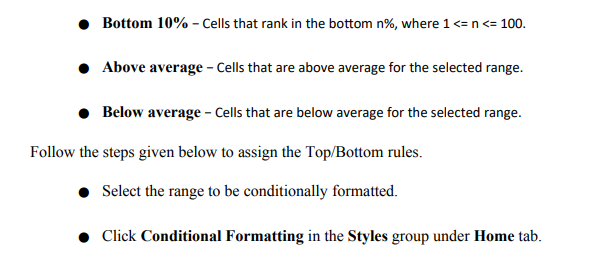 ● Bottom 10% – Cells that rank in the bottom n%, where 1 <= n <= 100.
● Above average – Cells that are above average for the selected range.
● Below average – Cells that are below average for the selected range.
Follow the steps given below to assign the Top/Bottom rules.
● Select the range to be conditionally formatted.
● Click Conditional Formatting in the Styles group under Home tab.